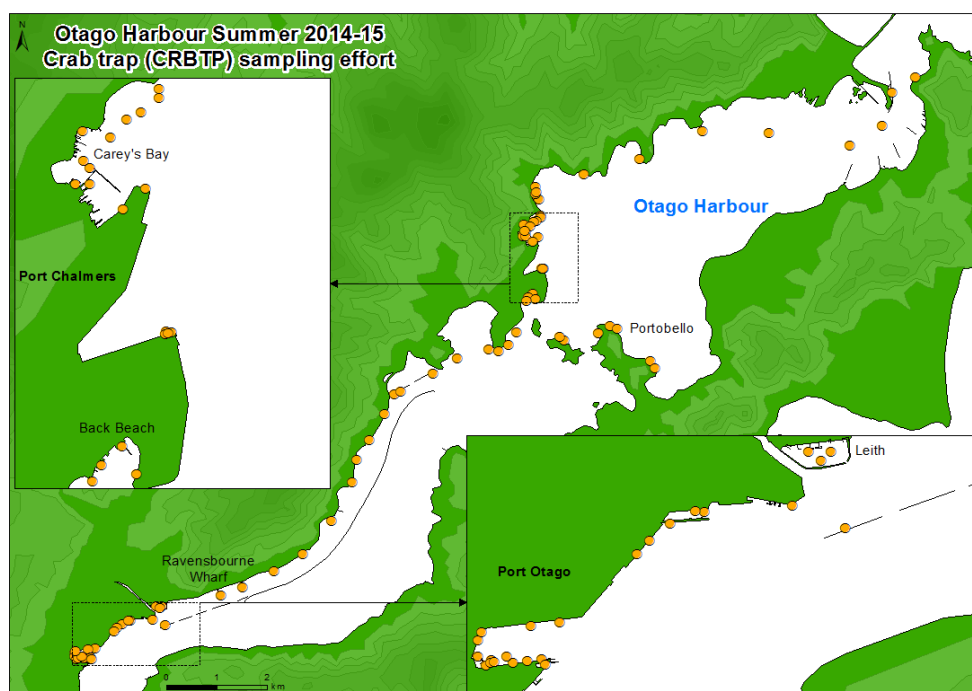 N
Otago Harbour Summer 2014-15
Crab trap (CRBTP) sampling effort
Carey's Bay
Port Chalmers
Back Beach
Otago Harbour
Portobello
Leith
Ravensbourne
Wharf
Port Otago
0 1 2
km